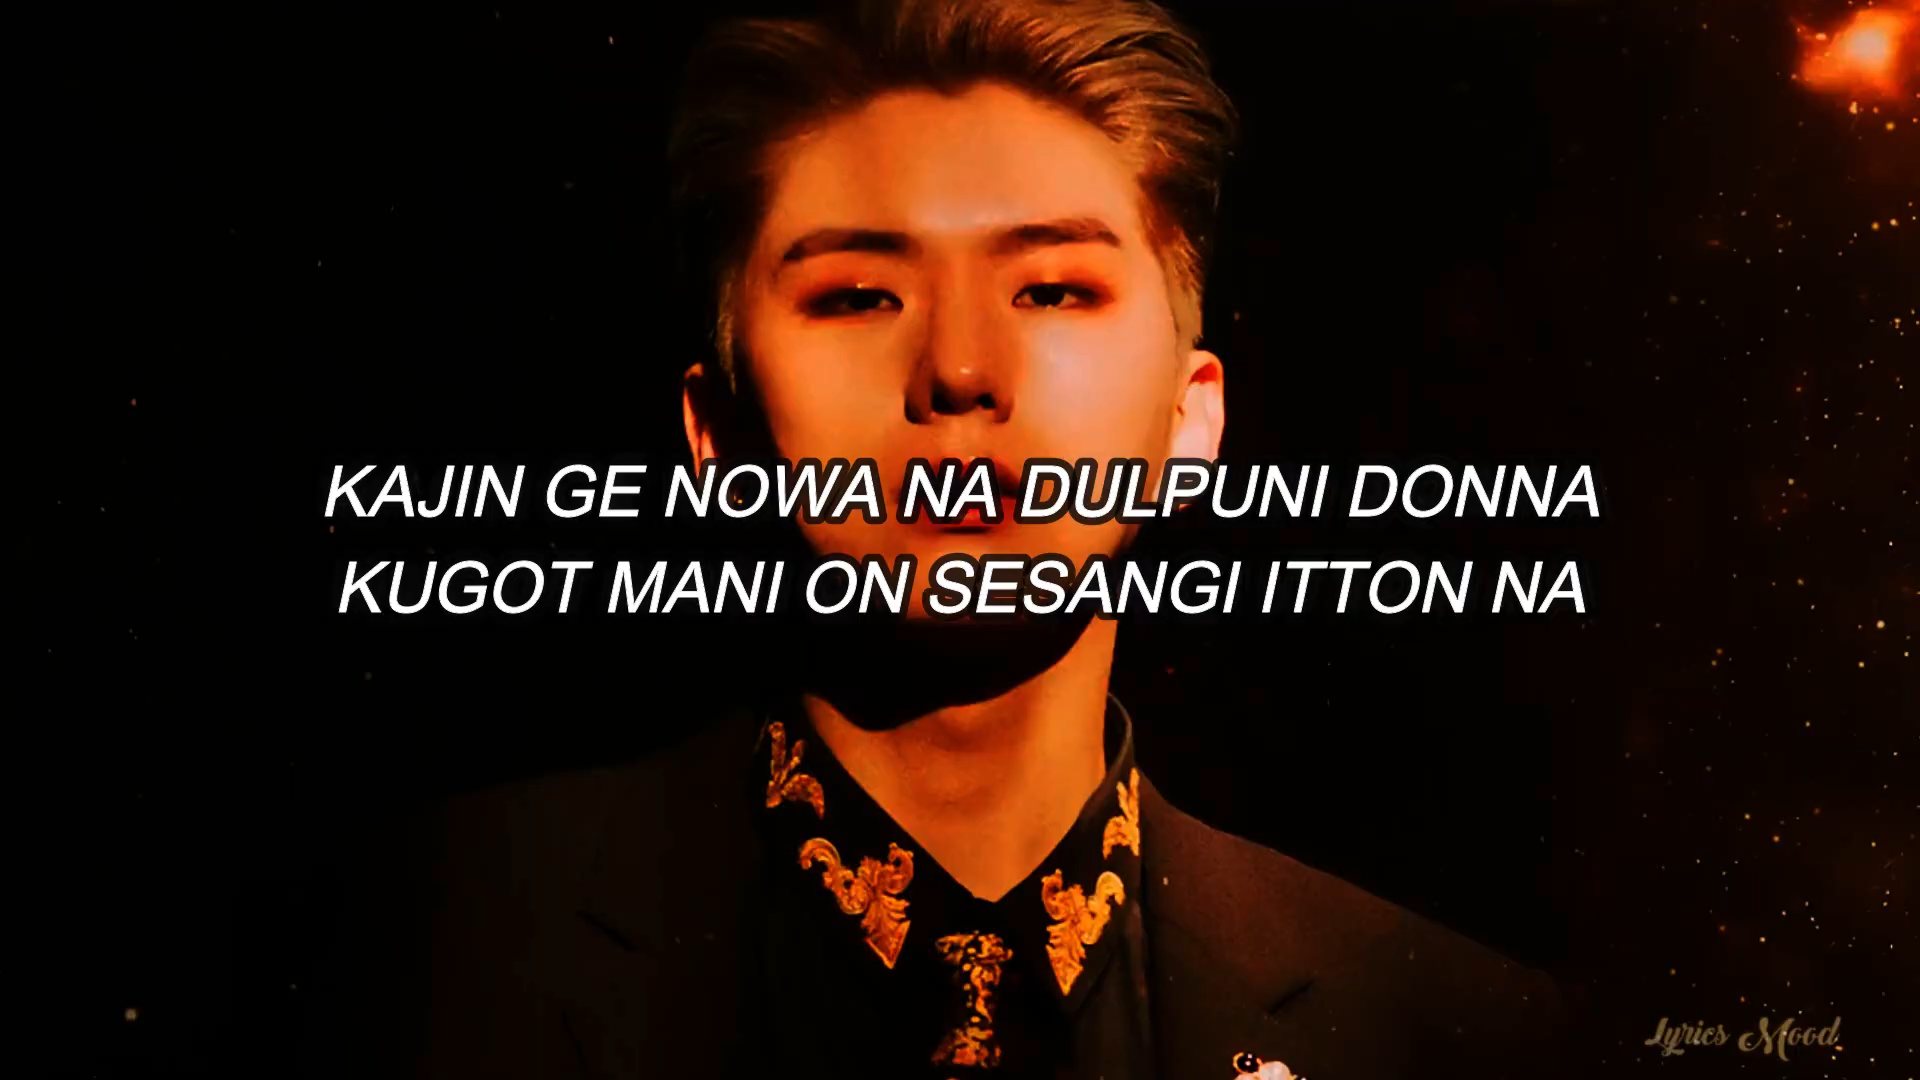 KAJIN GE NOWA NA DULPUNI DONNA
KUGOT MANI ON SESANGI ITTON NA
Lyrics Mood